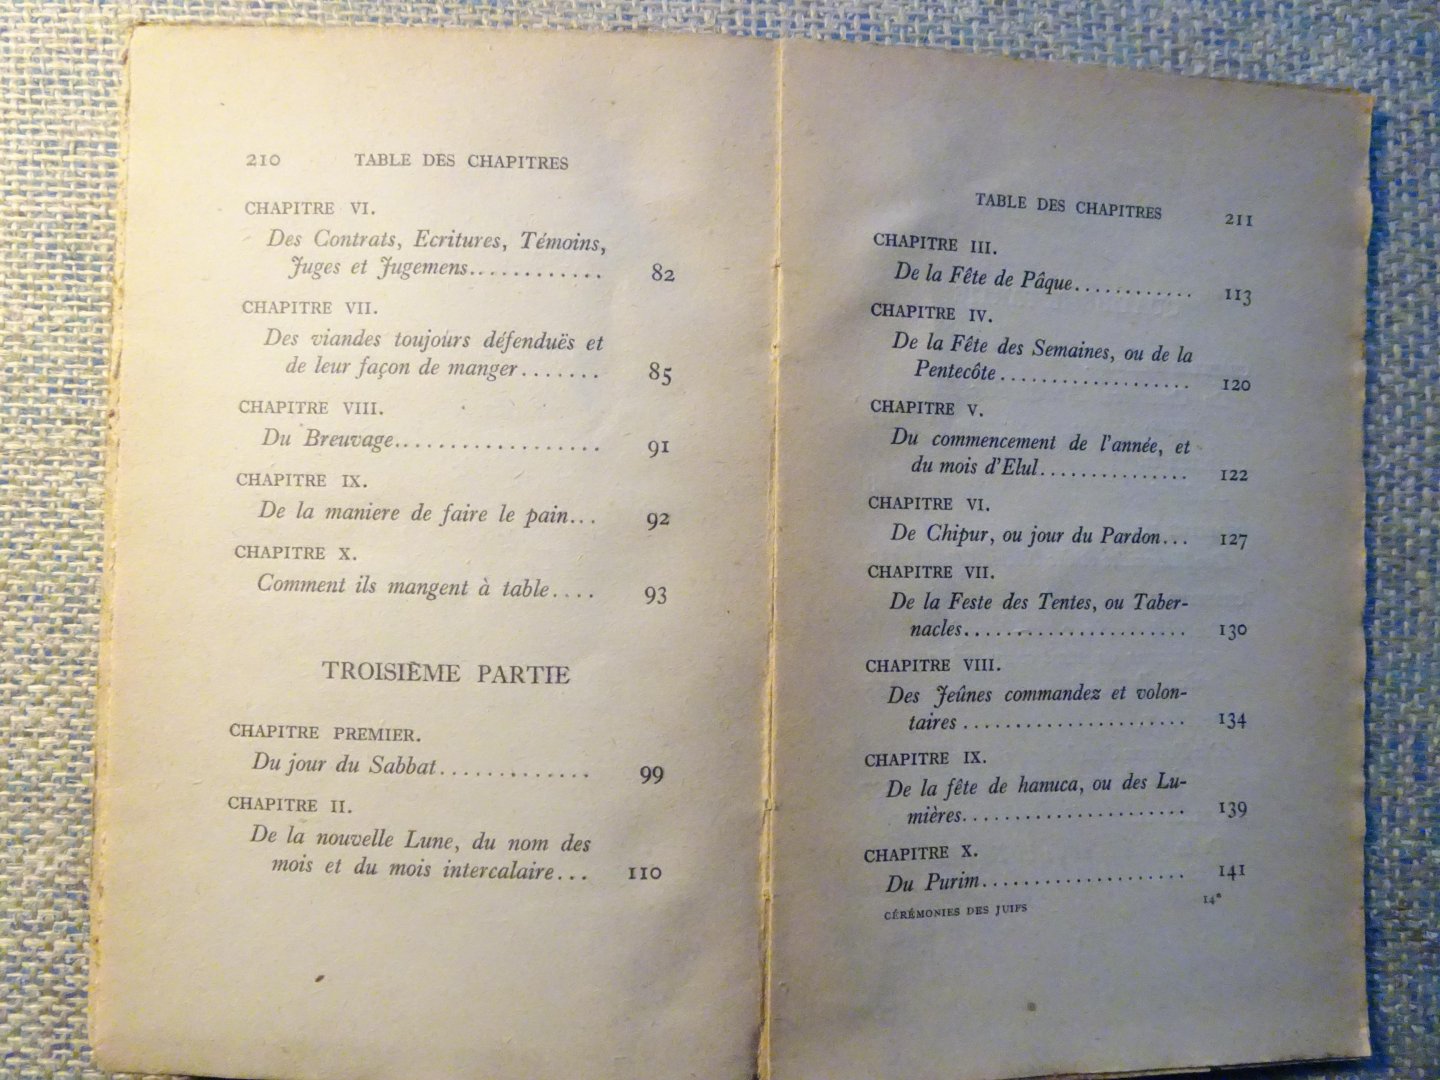 210 TABLE DES CHAPITRES
CHAPITRE VI.
Des Contrats, Ecritures, Témoins,
Juges et Jugemens............ 82
CHAPITRE VII.
Des viandes toujours défenduës et
de leur façon de manger....... 85
CHAPITRE VIII.
Du Breuvage.................. 91
CHAPITRE IX.
De la maniere de faire le pain... 92
CHAPITRE X.
Comment ils mangent à table.... 93
TROISIÈME PARTIE
CHAPITRE PREMIER.
Du jour du Sabbat............. 99
CHAPITRE II.
De la nouvelle Lune, du nom des
mois et du mois intercalaire... 110
TABLE DES CHAPITRES 211
CHAPITRE III.
De la Fête de Pâque............ 113
CHAPITRE IV.
De la Fête des Semaines, ou de la
Pentecôte................... 120
CHAPITRE V.
Du commencement de l'année, et
du mois d'Elul............... 122
CHAPITRE VI.
De Chipur, ou jour du Pardon... 127
CHAPITRE VII.
De la Feste des Tentes, ou Taber-
nacles...................... 130
CHAPITRE VIII.
Des Jeûnes commandez et volon-
taires ...................... 134
CHAPITRE IX.
De la fête de hanuca, ou des Lu-
mières...................... 139
CHAPITRE X.
Du Purim.................... 141
CÉRÉMONIES DES JUIFS 14*